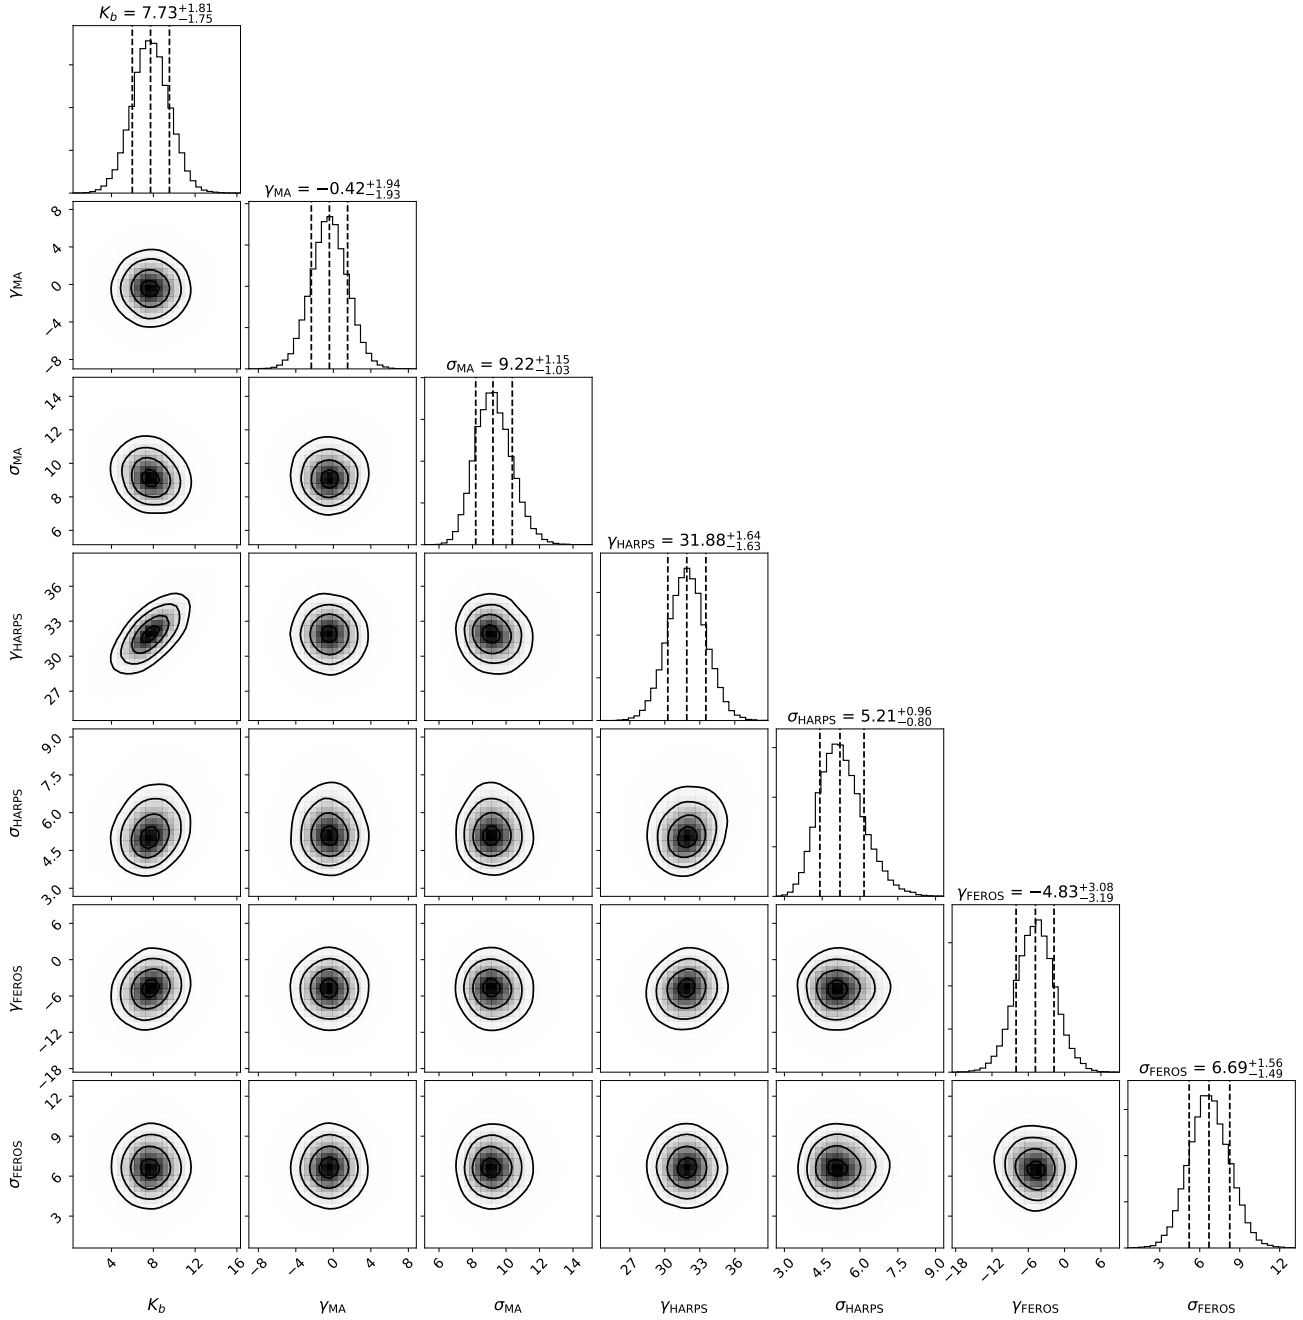 K_b = 7.73^{+1.81}_{−1.75}
γ_MA = −0.42^{+1.94}_{−1.93}
8
4
0
−4
−8
γ_MA
σ_MA = 9.22^{+1.15}_{−1.03}
14
12
10
8
6
σ_MA
γ_HARPS = 31.88^{+1.64}_{−1.63}
36
33
30
27
γ_HARPS
σ_HARPS = 5.21^{+0.96}_{−0.80}
9.0
7.5
6.0
4.5
3.0
σ_HARPS
γ_FEROS = −4.83^{+3.08}_{−3.19}
6
0
−6
−12
−18
γ_FEROS
σ_FEROS = 6.69^{+1.56}_{−1.49}
12
9
6
3
σ_FEROS
4 8 12 16 −8 −4 0 4 8 6 8 10 12 14 27 30 33 36 3.0 4.5 6.0 7.5 9.0 −18 −12 −6 0 6 3 6 9 12
K_b γ_MA σ_MA γ_HARPS σ_HARPS γ_FEROS σ_FEROS